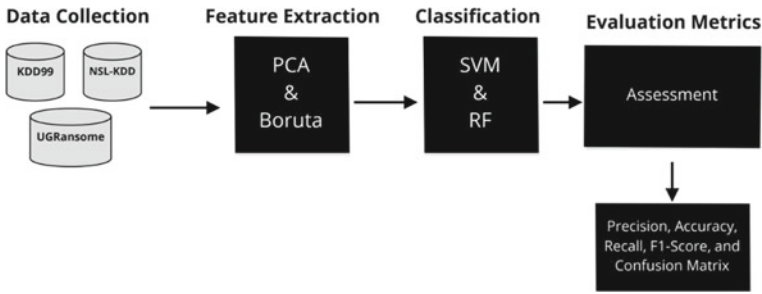 Data Collection
KDD99
NSL-KDD
UGRansome
Feature Extraction
PCA
&
Boruta
Classification
SVM
&
RF
Evaluation Metrics
Assessment
Precision, Accuracy,
Recall, F1-Score, and
Confusion Matrix